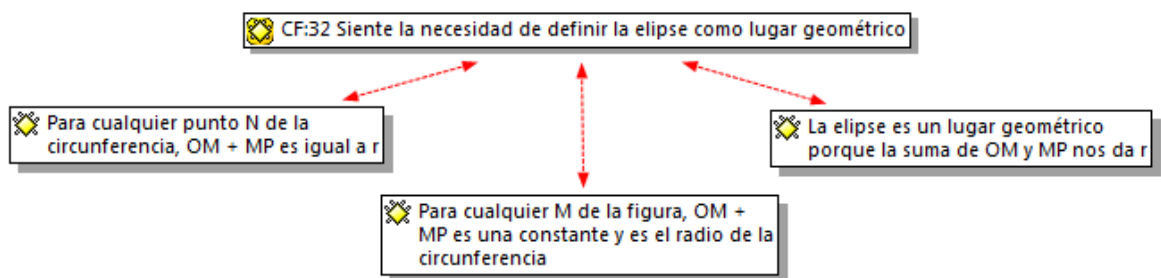 CF:32 Siente la necesidad de definir la elipse como lugar geométrico
Para cualquier punto N de la
circunferencia, OM + MP es igual a r
La elipse es un lugar geométrico
porque la suma de OM y MP nos da r
Para cualquier M de la figura, OM +
MP es una constante y es el radio de la
circunferencia